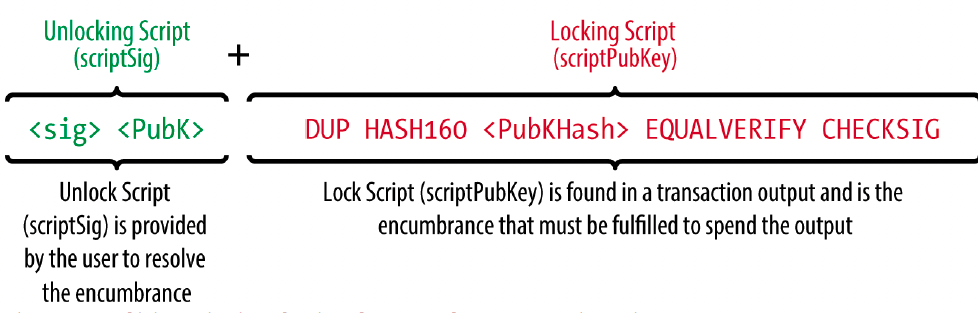 Unlocking Script
(scriptSig)
+
Locking Script
(scriptPubKey)
<sig> <PubK>
DUP HASH160 <PubKHash> EQUALVERIFY CHECKSIG
Unlock Script
(scriptSig) is provided
by the user to resolve
the encumbrance
Lock Script (scriptPubKey) is found in a transaction output and is the
encumbrance that must be fulfilled to spend the output